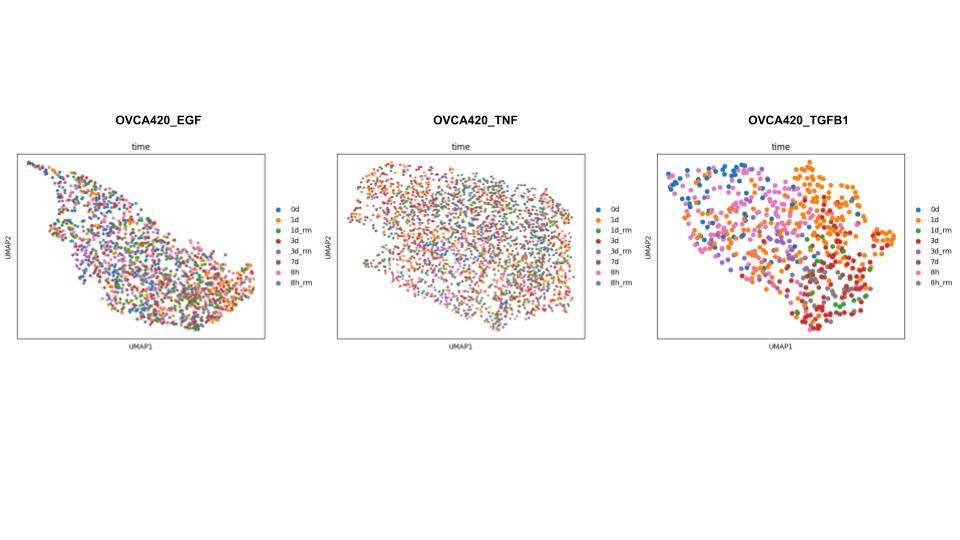 OVCA420_EGF
time
UMAP2
UMAP1
0d
1d
1d_rm
3d
3d_rm
7d
8h
8h_rm
OVCA420_TNF
time
UMAP2
UMAP1
0d
1d
1d_rm
3d
3d_rm
7d
8h
8h_rm
OVCA420_TGFB1
time
UMAP2
UMAP1
0d
1d
1d_rm
3d
3d_rm
7d
8h
8h_rm